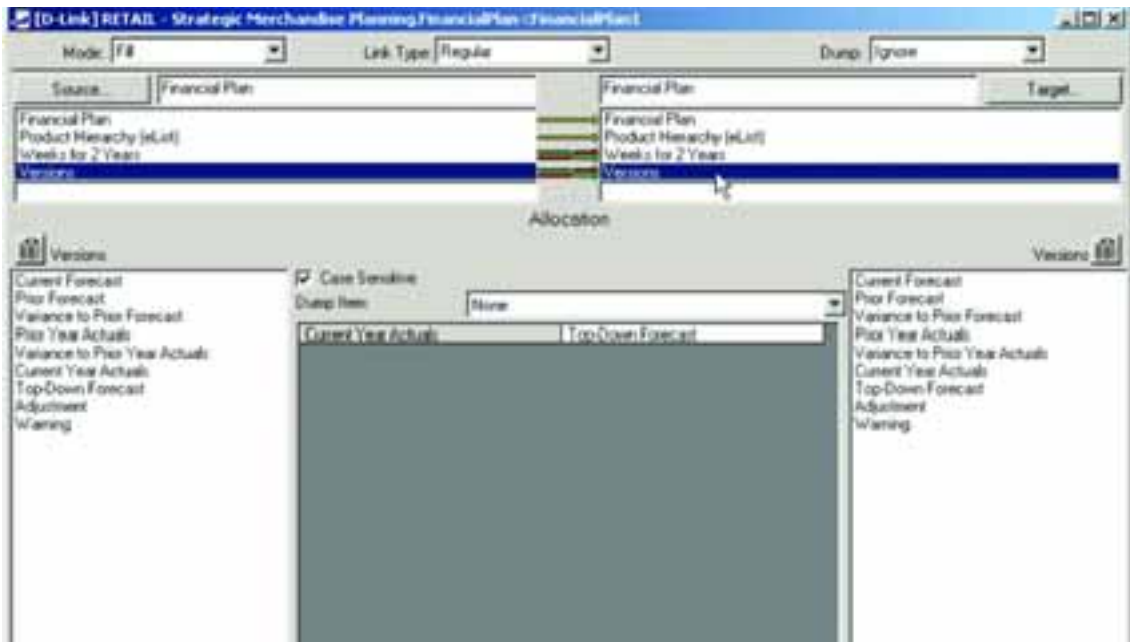 [D-Link] RETAIL - Strategic Merchandise Planning.FinancialPlan <FinancialPlan1
Mode: Fill Link Type: Regular Dump: Ignore
Source... Financial Plan Financial Plan Target...
Financial Plan Financial Plan
Product Hierarchy (eList) Product Hierarchy (eList)
Weeks for 2 Years Weeks for 2 Years
Versions Versions
Allocation
Versions Versions
Current Forecast
Prior Forecast
Variance to Prior Forecast
Prior Year Actuals
Variance to Prior Year Actuals
Current Year Actuals
Top-Down Forecast
Adjustment
Warning
Case Sensitive
Dump Item: None
Current Year Actuals Top-Down Forecast
Current Forecast
Prior Forecast
Variance to Prior Forecast
Prior Year Actuals
Variance to Prior Year Actuals
Current Year Actuals
Top-Down Forecast
Adjustment
Warning